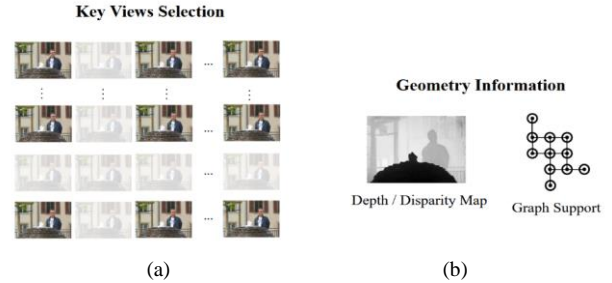 Key Views Selection
...
...
...
...
Geometry Information
Depth / Disparity Map
Graph Support
(a)
(b)